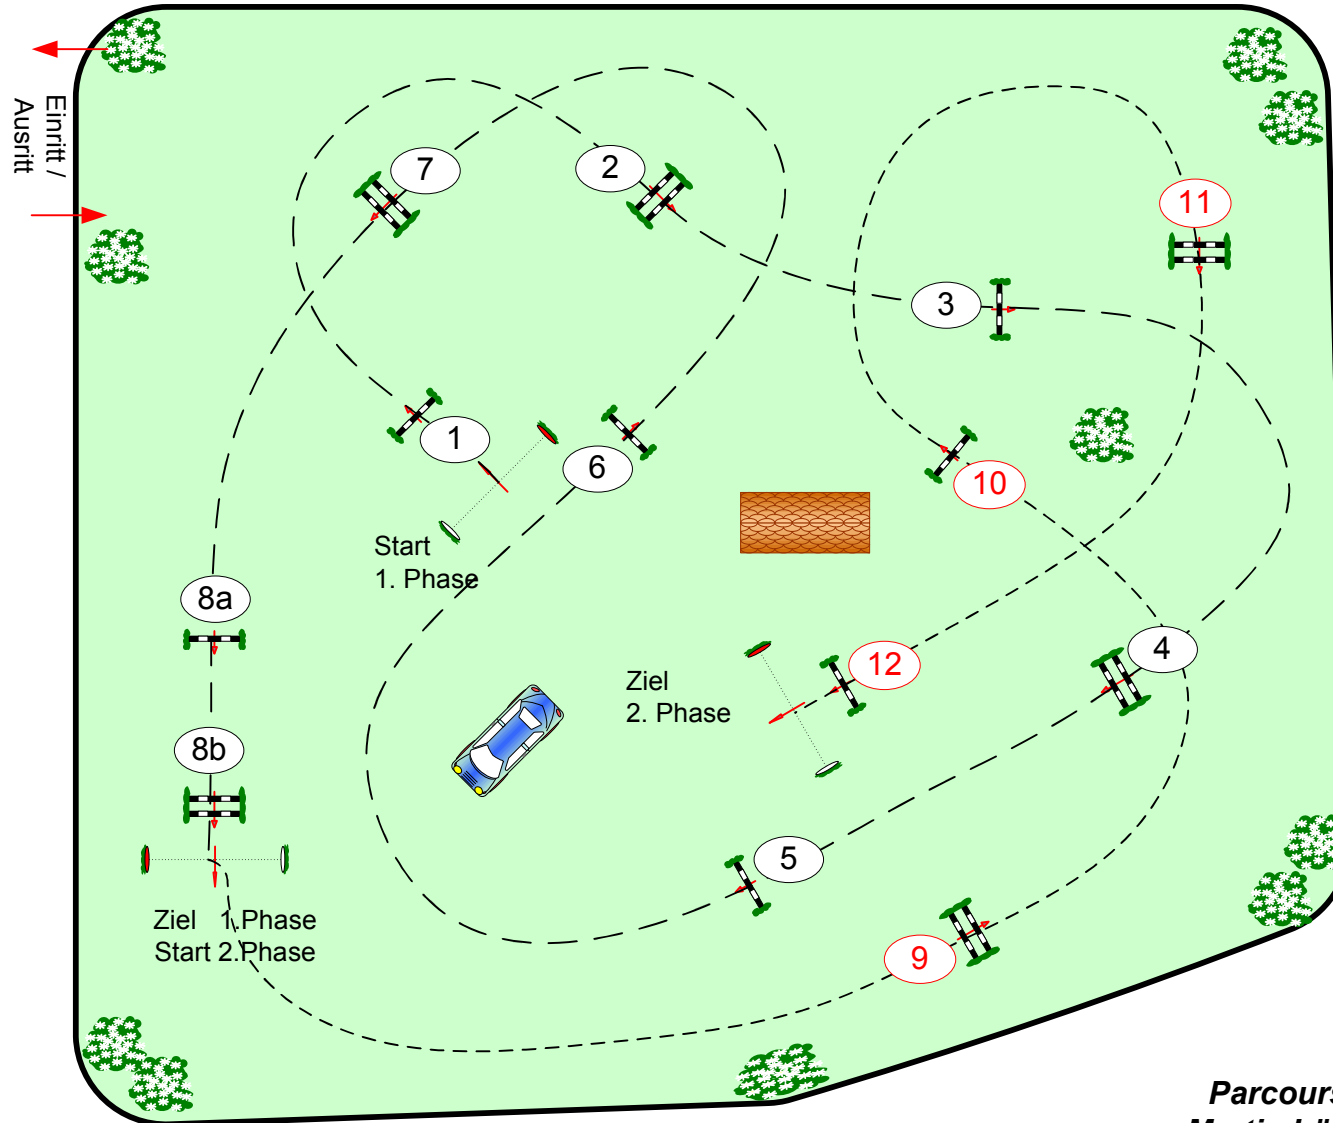 Einritt /
Ausritt
7
2
11
3
1
6
10
Start
1. Phase
8a
4
12
Ziel
2. Phase
8b
5
Ziel 1.Phase
Start 2.Phase
9
Parcours